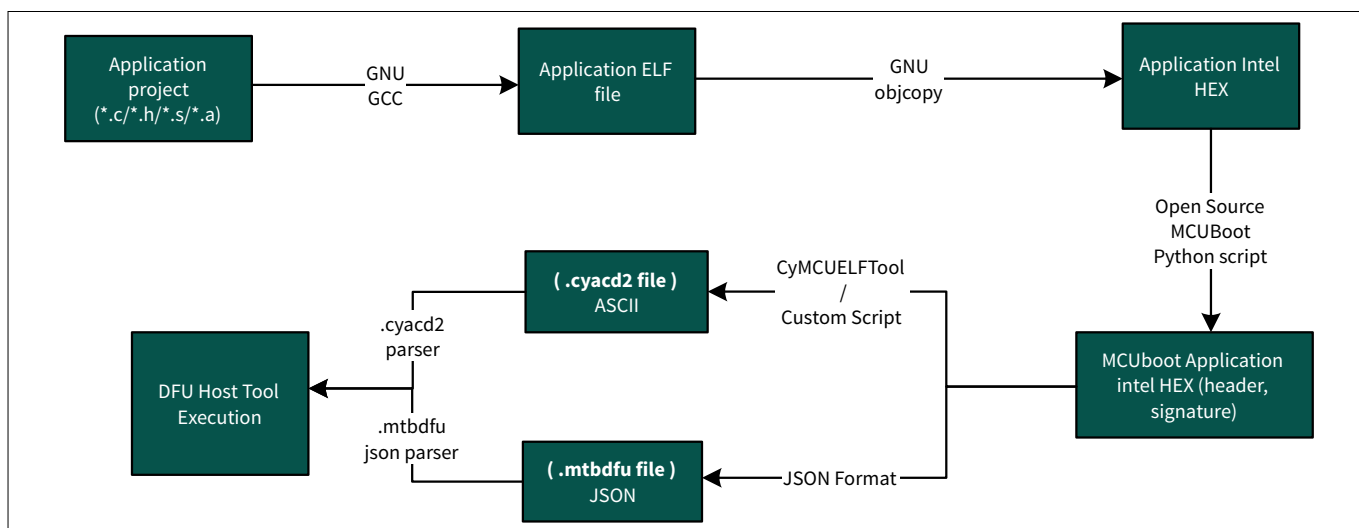 Application
project
(*.c/*.h/*.s/*.a)
GNU
GCC
Application ELF
file
GNU
objcopy
Application Intel
HEX
Open Source
MCUBoot
Python script
MCUboot Application
intel HEX (header,
signature)
CyMCUELFTool
/
Custom Script
( .cyacd2 file )
ASCII
JSON Format
( .mtbdfu file )
JSON
.cyacd2
parser
.mtbdfu
json parser
DFU Host Tool
Execution